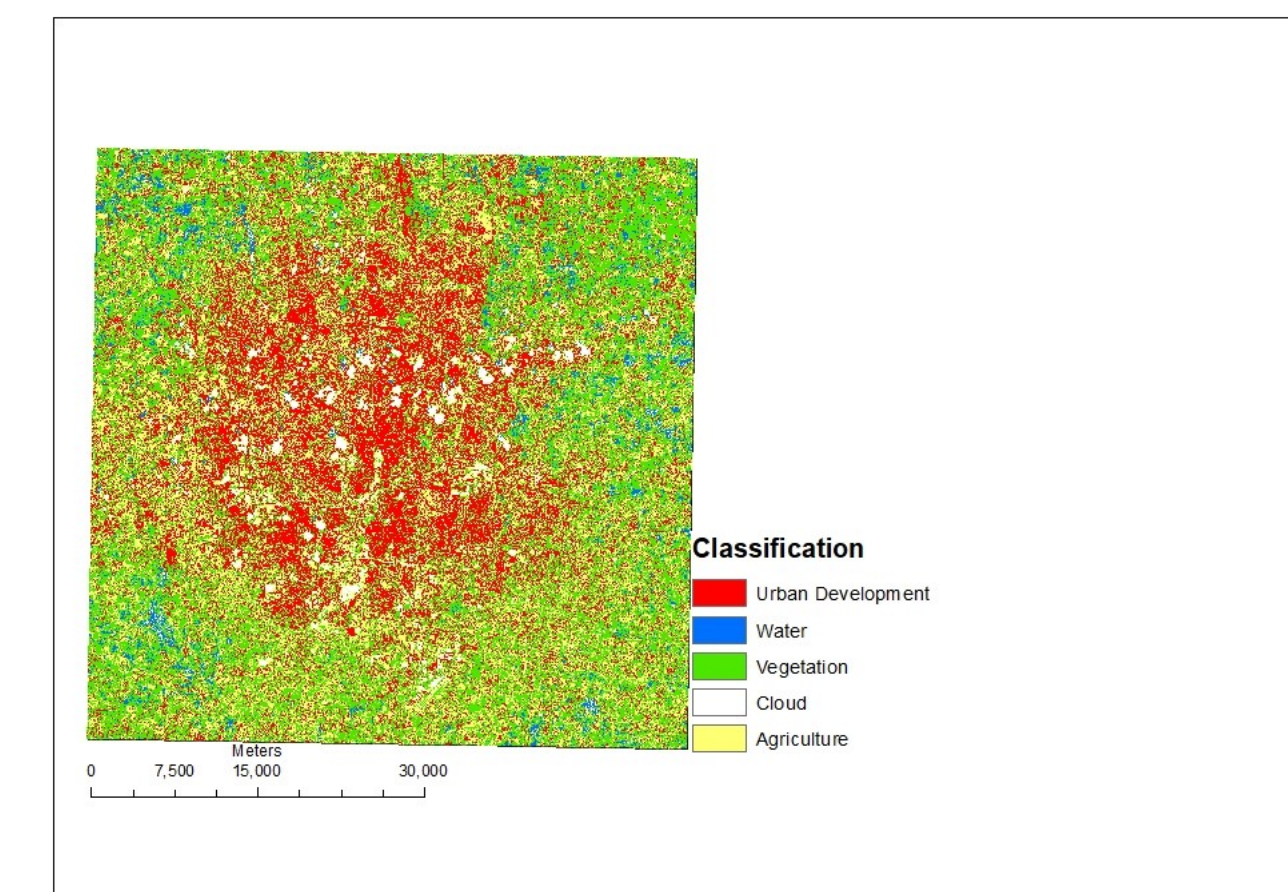 Classification
Urban Development
Water
Vegetation
Cloud
Agriculture
Meters
0 7,500 15,000 30,000